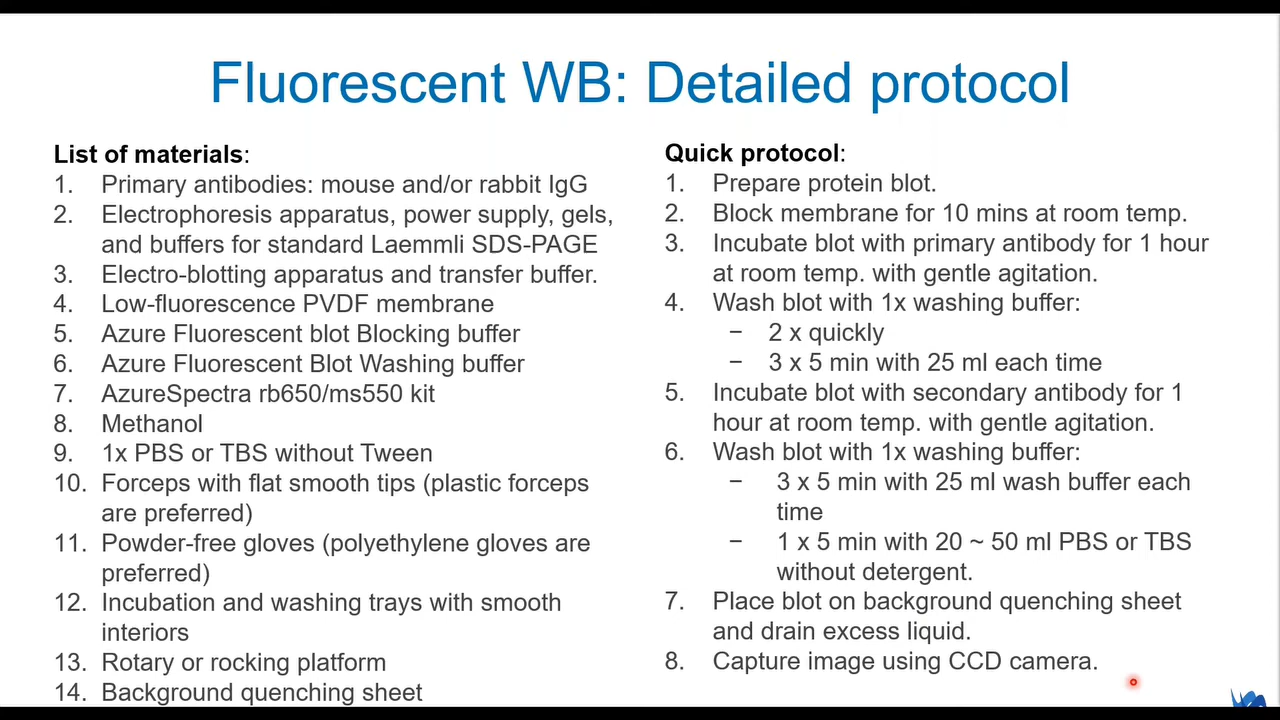 Fluorescent WB: Detailed protocol
List of materials:
1. Primary antibodies: mouse and/or rabbit IgG
2. Electrophoresis apparatus, power supply, gels,
and buffers for standard Laemmli SDS-PAGE
3. Electro-blotting apparatus and transfer buffer.
4. Low-fluorescence PVDF membrane
5. Azure Fluorescent blot Blocking buffer
6. Azure Fluorescent Blot Washing buffer
7. AzureSpectra rb650/ms550 kit
8. Methanol
9. 1x PBS or TBS without Tween
10. Forceps with flat smooth tips (plastic forceps
are preferred)
11. Powder-free gloves (polyethylene gloves are
preferred)
12. Incubation and washing trays with smooth
interiors
13. Rotary or rocking platform
14. Background quenching sheet
Quick protocol:
1. Prepare protein blot.
2. Block membrane for 10 mins at room temp.
3. Incubate blot with primary antibody for 1 hour
at room temp. with gentle agitation.
4. Wash blot with 1x washing buffer:
− 2 x quickly
− 3 x 5 min with 25 ml each time
5. Incubate blot with secondary antibody for 1
hour at room temp. with gentle agitation.
6. Wash blot with 1x washing buffer:
− 3 x 5 min with 25 ml wash buffer each
time
− 1 x 5 min with 20 ~ 50 ml PBS or TBS
without detergent.
7. Place blot on background quenching sheet
and drain excess liquid.
8. Capture image using CCD camera.